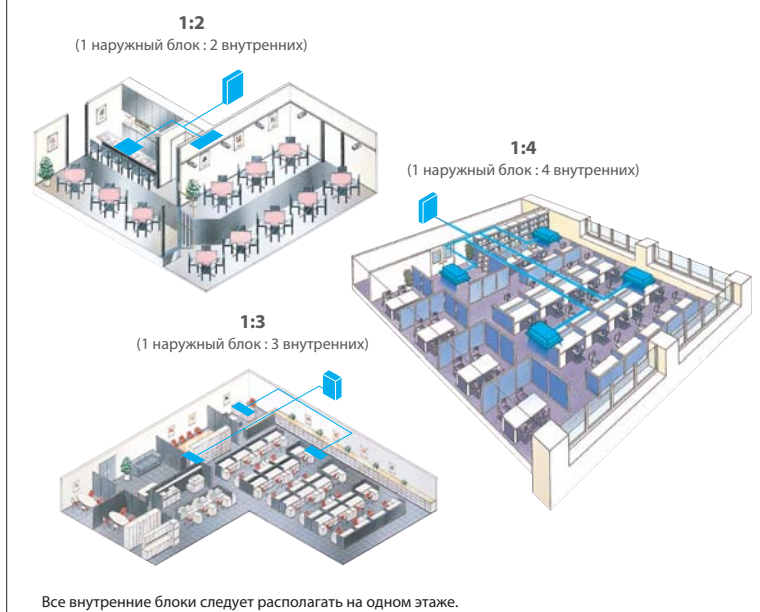 1:2
(1 наружный блок : 2 внутренних)
1:4
(1 наружный блок : 4 внутренних)
1:3
(1 наружный блок : 3 внутренних)
Все внутренние блоки следует располагать на одном этаже.